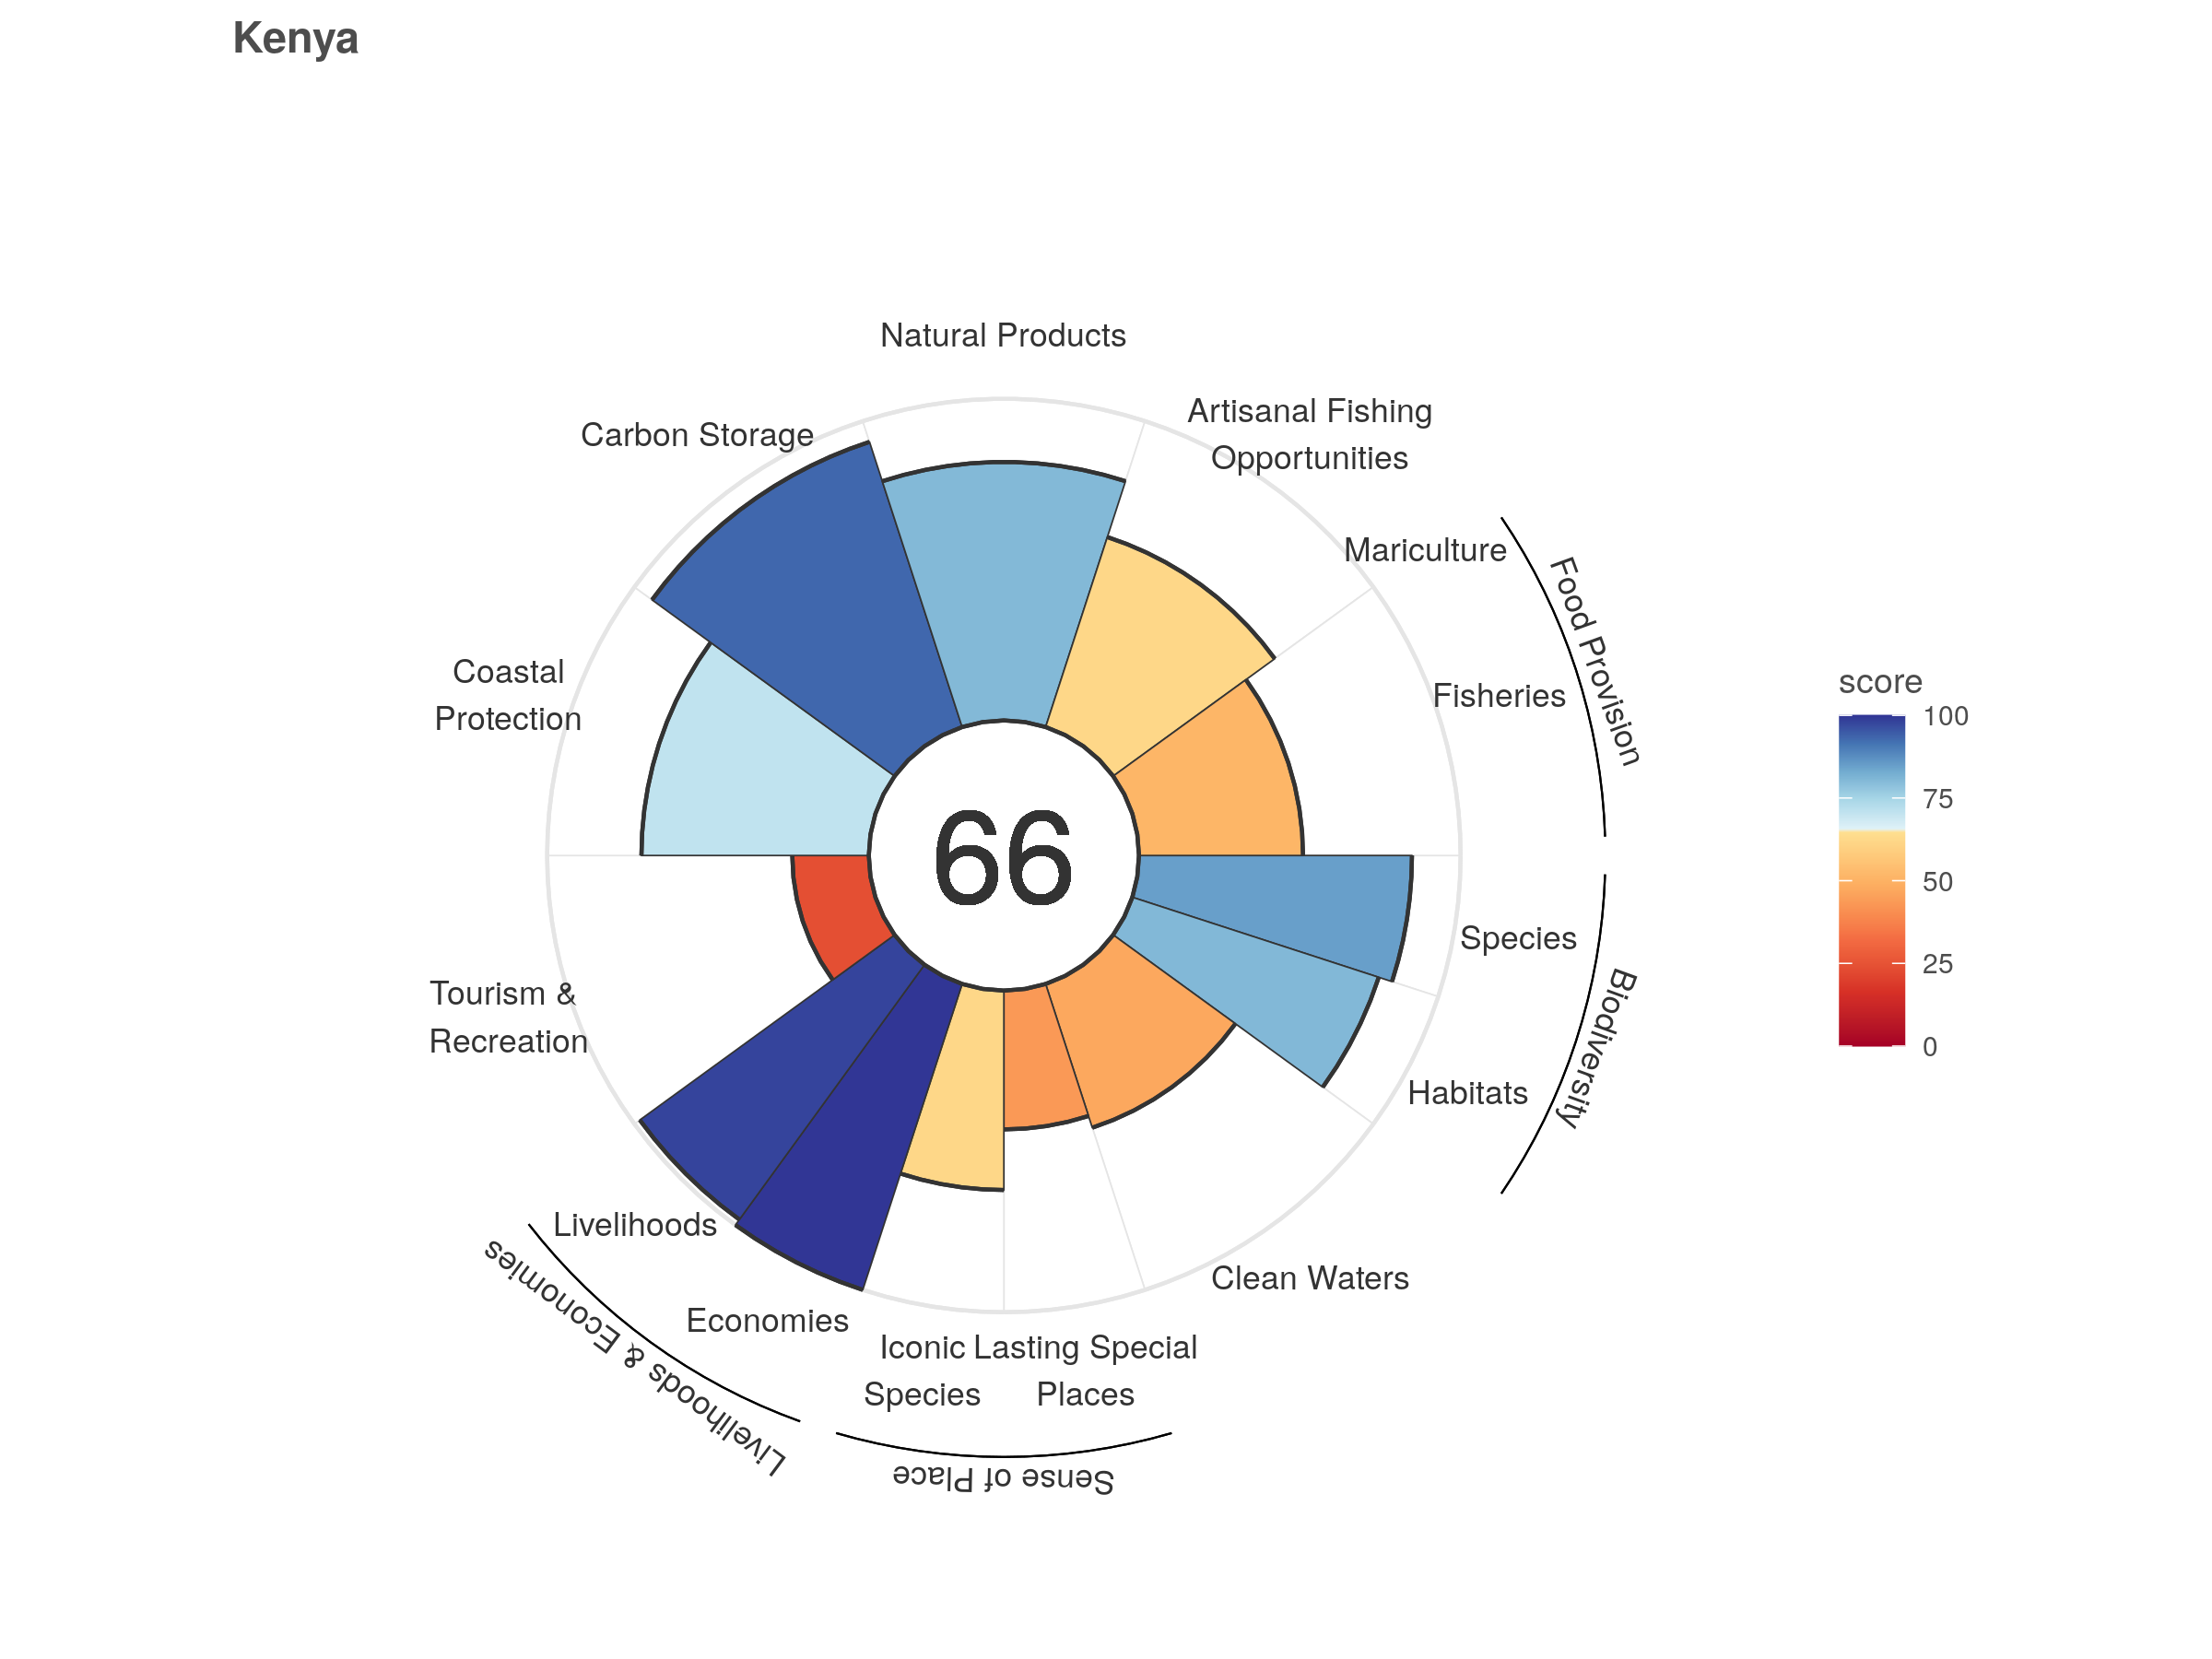 Kenya
Natural Products
Artisanal Fishing
Opportunities
Carbon Storage
Mariculture
Food Provision
Fisheries
Coastal
Protection
score
100
75
50
25
0
66
Species
Biodiversity
Habitats
Tourism &
Recreation
Livelihoods
Clean Waters
Economies
Livelihoods & Economies
Iconic
Species
Lasting Special
Places
Sense of Place